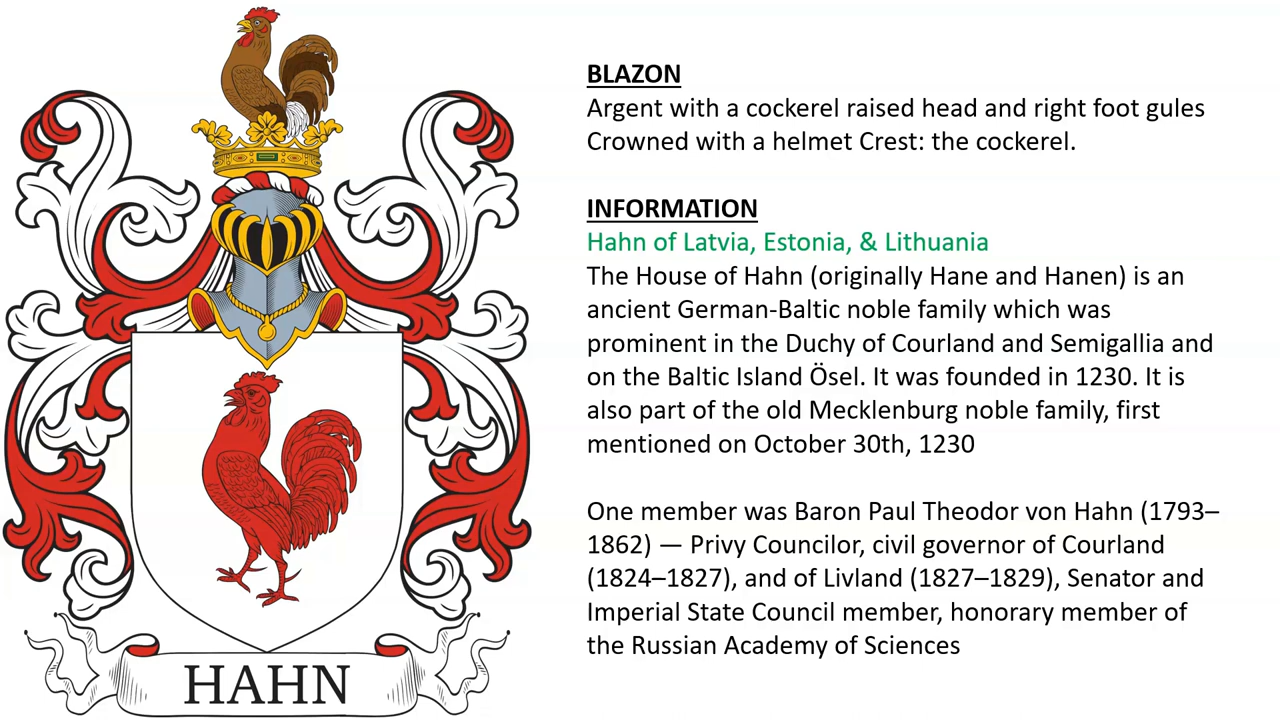 BLAZON
Argent with a cockerel raised head and right foot gules
Crowned with a helmet Crest: the cockerel.
INFORMATION
Hahn of Latvia, Estonia, & Lithuania
The House of Hahn (originally Hane and Hanen) is an
ancient German-Baltic noble family which was
prominent in the Duchy of Courland and Semigallia and
on the Baltic Island Ösel. It was founded in 1230. It is
also part of the old Mecklenburg noble family, first
mentioned on October 30th, 1230
One member was Baron Paul Theodor von Hahn (1793–
1862) — Privy Councilor, civil governor of Courland
(1824–1827), and of Livland (1827–1829), Senator and
Imperial State Council member, honorary member of
the Russian Academy of Sciences
HAHN